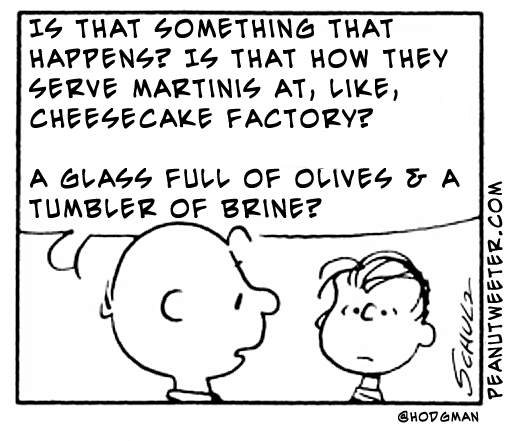 IS THAT SOMETHING THAT
HAPPENS? IS THAT HOW THEY
SERVE MARTINIS AT, LIKE,
CHEESECAKE FACTORY?
A GLASS FULL OF OLIVES & A
TUMBLER OF BRINE?
SCHULZ
PEANUTWEETER.COM
@HODGMAN